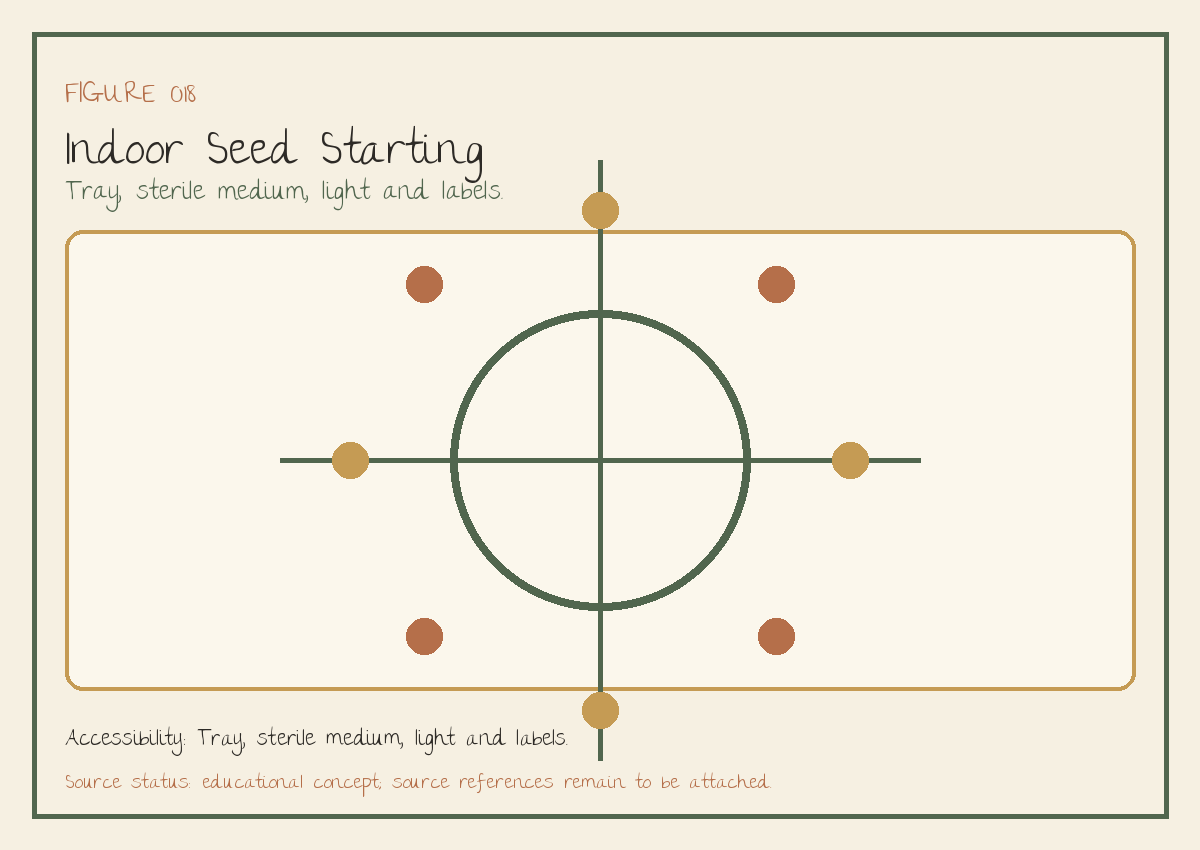 FIGURE 018
Indoor Seed Starting
Tray, sterile medium, light and labels.
Accessibility: Tray, sterile medium, light and labels.
Source status: educational concept; source references remain to be attached.